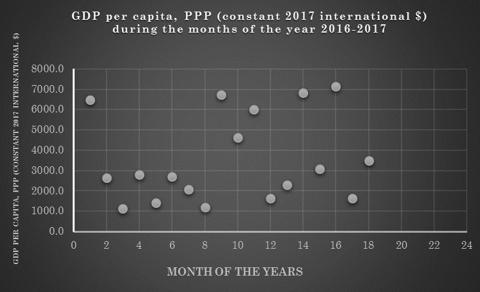 GDP per capita, PPP (constant 2017 international $)
during the months of the year 2016-2017
GDP PER CAPITA, PPP (CONSTANT 2017 INTERNATIONAL $)
8000.0
7000.0
6000.0
5000.0
4000.0
3000.0
2000.0
1000.0
0.0
0 2 4 6 8 10 12 14 16 18 20 22 24
MONTH OF THE YEARS